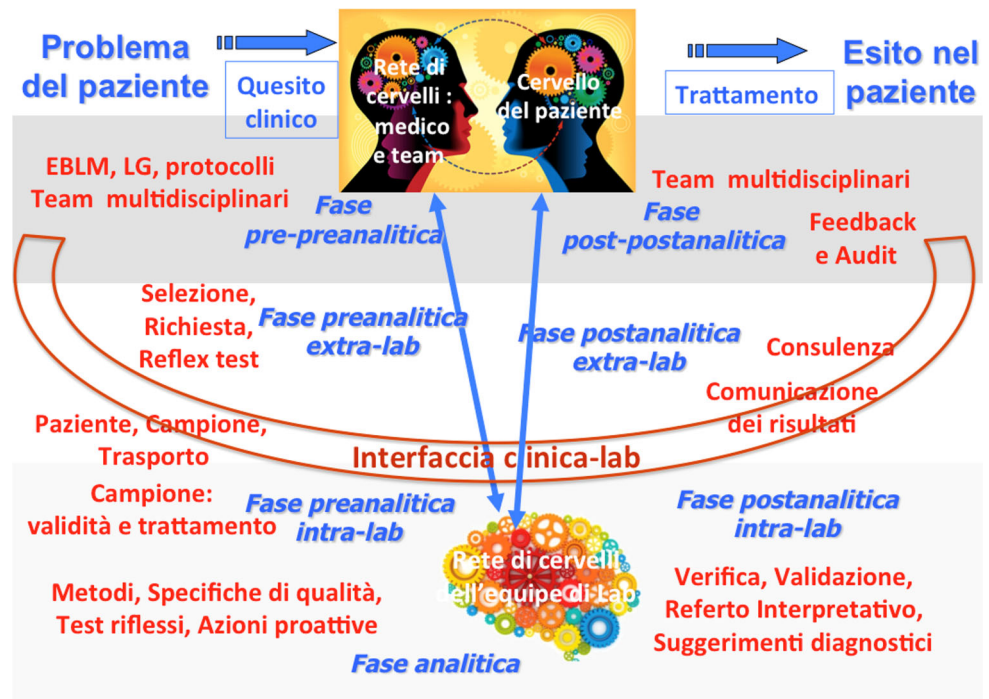 Problema
del paziente
Quesito
clinico
Rete di
cervelli :
medico
e team
Cervello
del paziente
Trattamento
Esito nel
paziente
EBLM, LG, protocolli
Team multidisciplinari
Fase
pre-preanalitica
Team multidisciplinari
Fase
post-postanalitica
Feedback
e Audit
Selezione,
Richiesta,
Reflex test
Fase preanalitica
extra-lab
Fase postanalitica
extra-lab
Consulenza
Comunicazione
dei risultati
Paziente, Campione,
Trasporto
Interfaccia clinica-lab
Campione:
validità e trattamento
Fase preanalitica
intra-lab
Fase postanalitica
intra-lab
Rete di cervelli
dell'equipe di Lab
Metodi, Specifiche di qualità,
Test riflessi, Azioni proattive
Verifica, Validazione,
Referto Interpretativo,
Suggerimenti diagnostici
Fase analitica